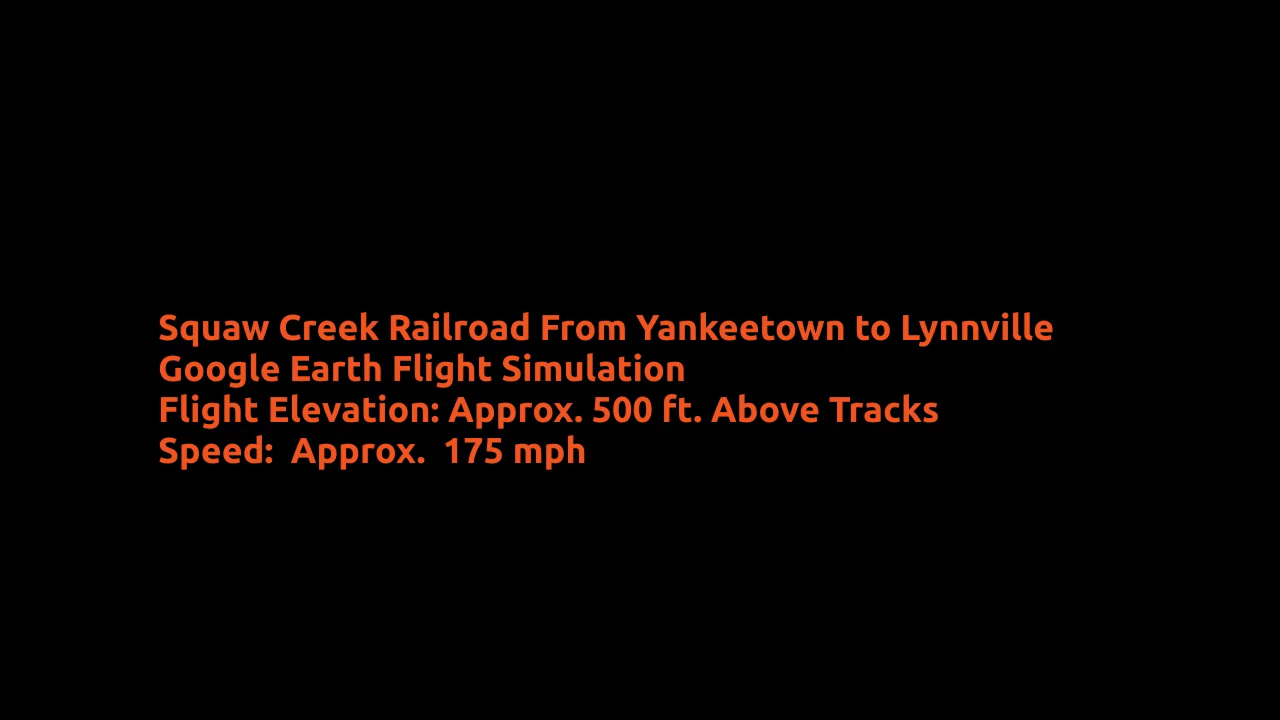 Squaw Creek Railroad From Yankeetown to Lynnville
Google Earth Flight Simulation
Flight Elevation: Approx. 500 ft. Above Tracks
Speed:  Approx.  175 mph